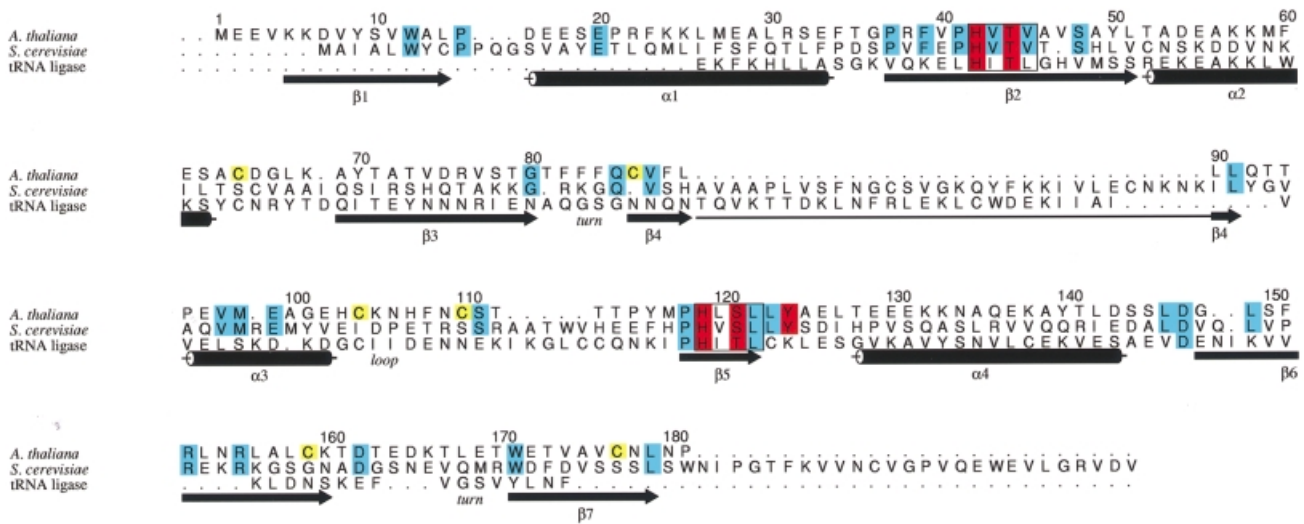 1 10 20 30 40 50 60
A. thaliana . . M E E V K K D V Y S V W A L P . . . D E E S E P R F K K L M E A L R S E F T G P R F V P H V T V A V S A Y L T A D E A K K M F
S. cerevisiae . . . . . . . . M A I A L W Y C P P Q G S V A Y E T L Q M L I F S F Q T L F P D S P V F E P H V T V T . S H L V C N S K D D V N K
tRNA ligase . . . . . . . . . . . . . . . . . . . . . . . . . . . . . . E K F K H L L A S G K V Q K E L H I T L G H V M S S R E K E A K K L W
β1 α1 β2 α2
70 80 90
A. thaliana E S A C D G L K . A Y T A T V D R V S T G T F F F Q C V F L . . . . . . . . . . . . . . . . . . . . . . . . . . . . . . L L Q T T
S. cerevisiae I L T S C V A A I Q S I R S H Q T A K K G . R K G Q . V S H A V A A P L V S F N G C S V G K Q Y F K K I V L E C N K N K I L Y G V
tRNA ligase K S Y C N R Y T D Q I T E Y N N N R I E N A Q G S G N N Q N T Q V K T T D K L N F R L E K L C W D E K I I A I . . . . . . . . . V
β3 turn β4 β4
100 110 120 130 140 150
A. thaliana P E V M . E A G E H C K N H F N C S T . . . . . T T P Y M P H L S L L Y A E L T E E E K K N A Q E K A Y T L D S S L D G . . L S F
S. cerevisiae A Q V M R E M Y V E I D P E T R S S R A A T W V H E E F H P H V S L L Y S D I H P V S Q A S L R V V Q Q R I E D A L D V Q . L V P
tRNA ligase V E L S K D . K D G C I I D E N N E K I K G L C C Q N K I P H I T L C K L E S G V K A V Y S N V L C E K V E S A E V D E N I K V V
α3 loop β5 α4 β6
160 170 180
A. thaliana R L N R L A L C K T D T E D K T L E T W E T V A V C N L N P . . . . . . . . . . . . . . . . . . . . . . . . . .
S. cerevisiae R E K R K G S G N A D G S N E V Q M R W D F D V S S S L S W N I P G T F K V V N C V G P V Q E W E V L G R V D V
tRNA ligase . . . . K L D N S K E F . . . V G S V Y L N F . . . . . . . . . . . . . . . . . . . . . . . . . . . . . . . . .
turn β7